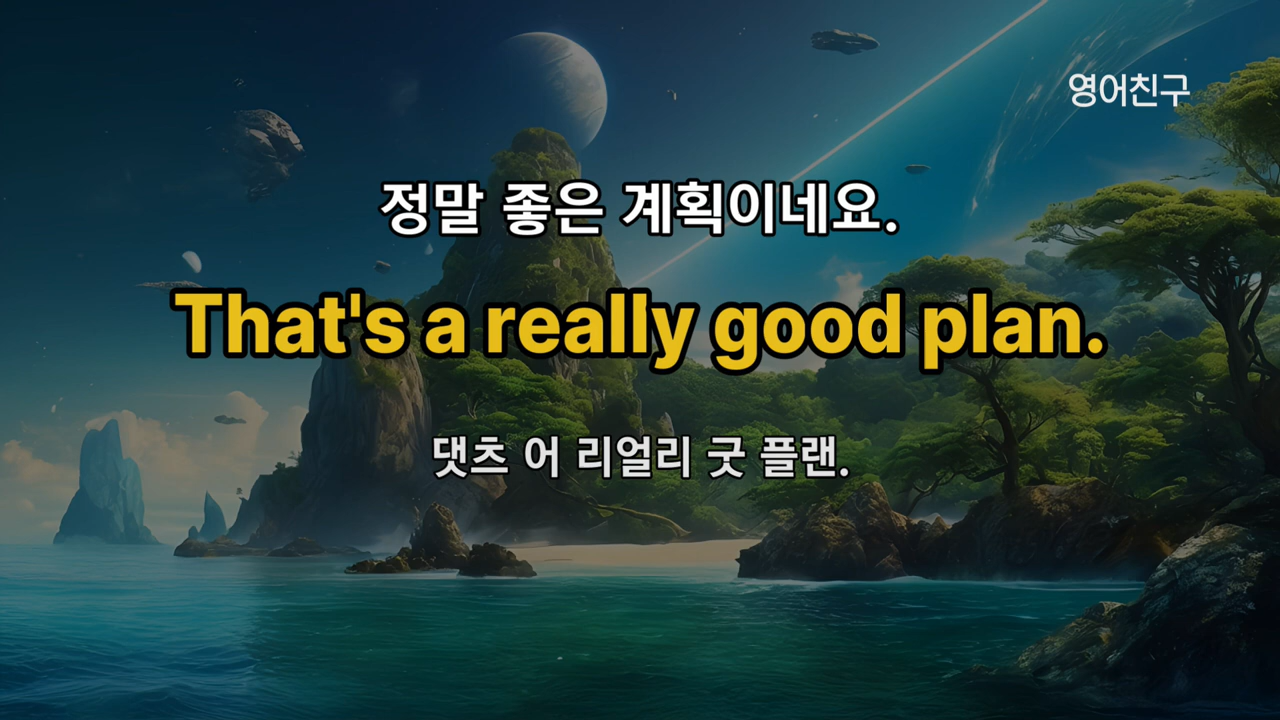 영어친구
정말 좋은 계획이네요.
That's a really good plan.
댓츠 어 리얼리 굿 플랜.